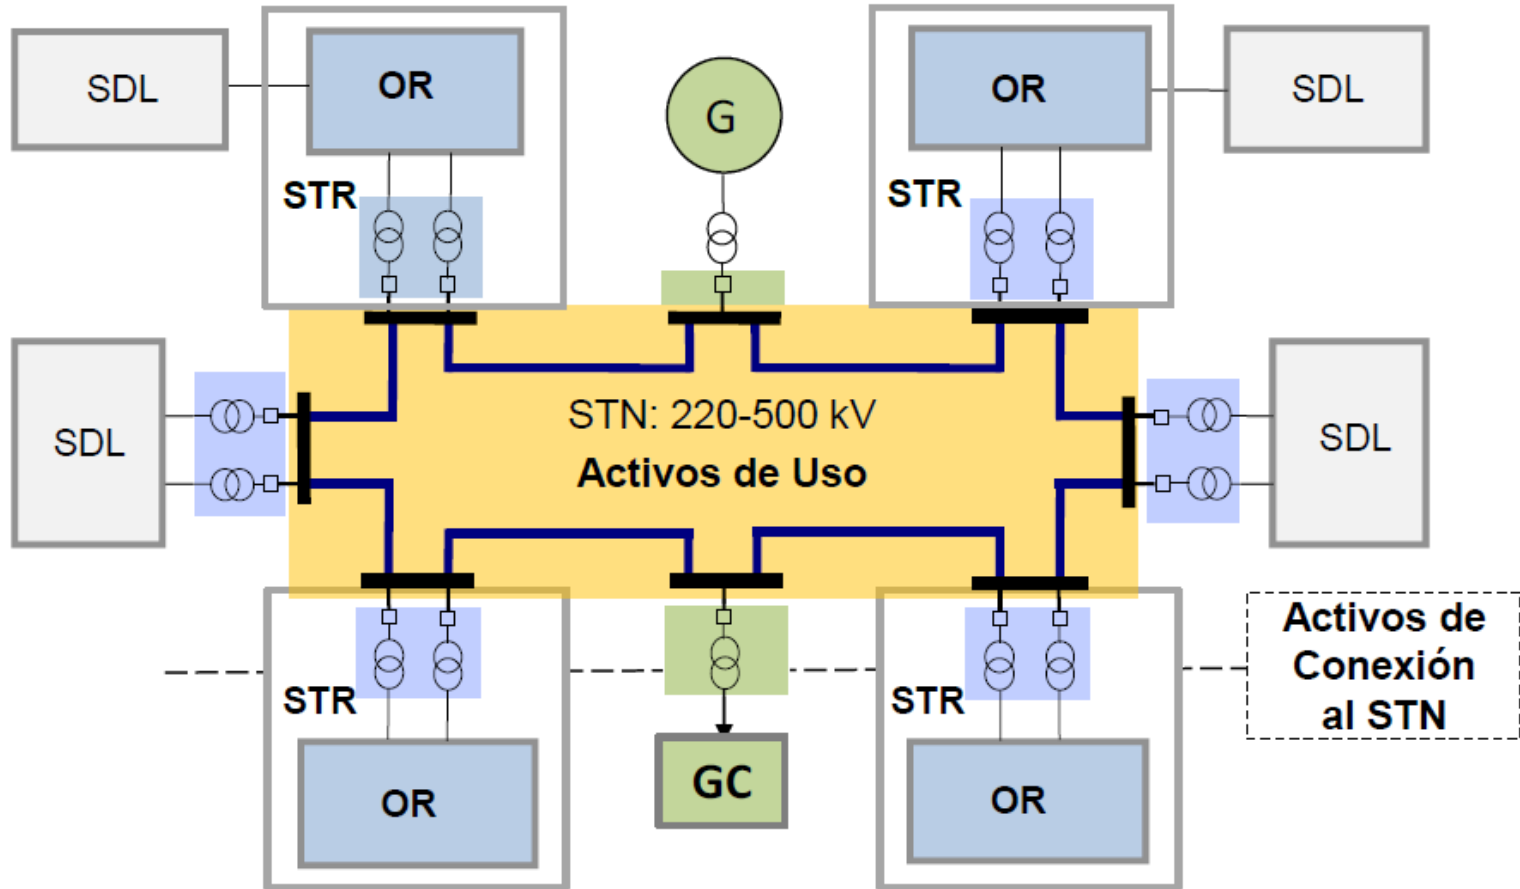 SDL
OR
G
OR
SDL
STR
STR
SDL
STN: 220-500 kV
Activos de Uso
SDL
STR
STR
Activos de
Conexión
al STN
OR
GC
OR